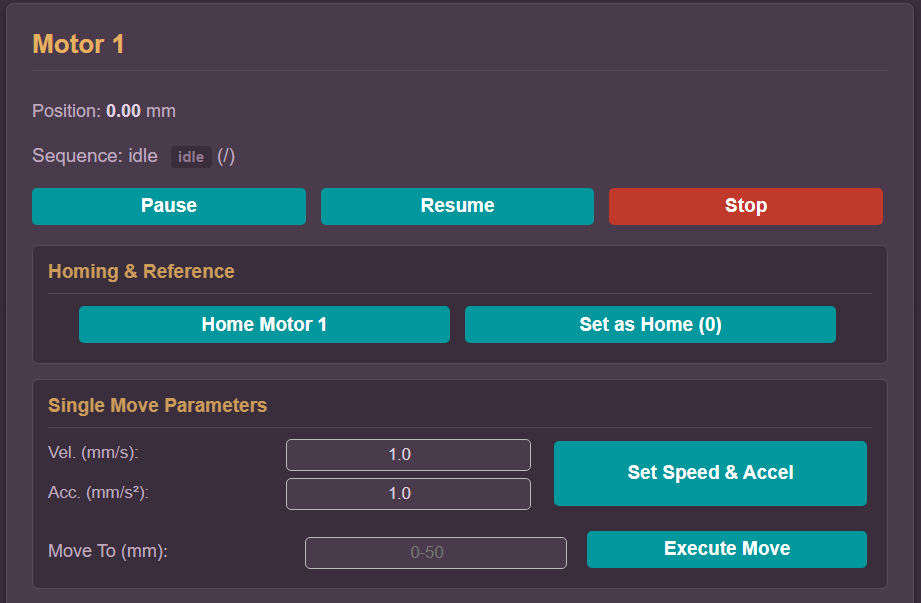 Motor 1
Position: 0.00 mm
Sequence: idle idle (/)
Pause Resume Stop
Homing & Reference
Home Motor 1 Set as Home (0)
Single Move Parameters
Vel. (mm/s): 1.0
Set Speed & Accel
Acc. (mm/s²): 1.0
Move To (mm): 0-50 Execute Move